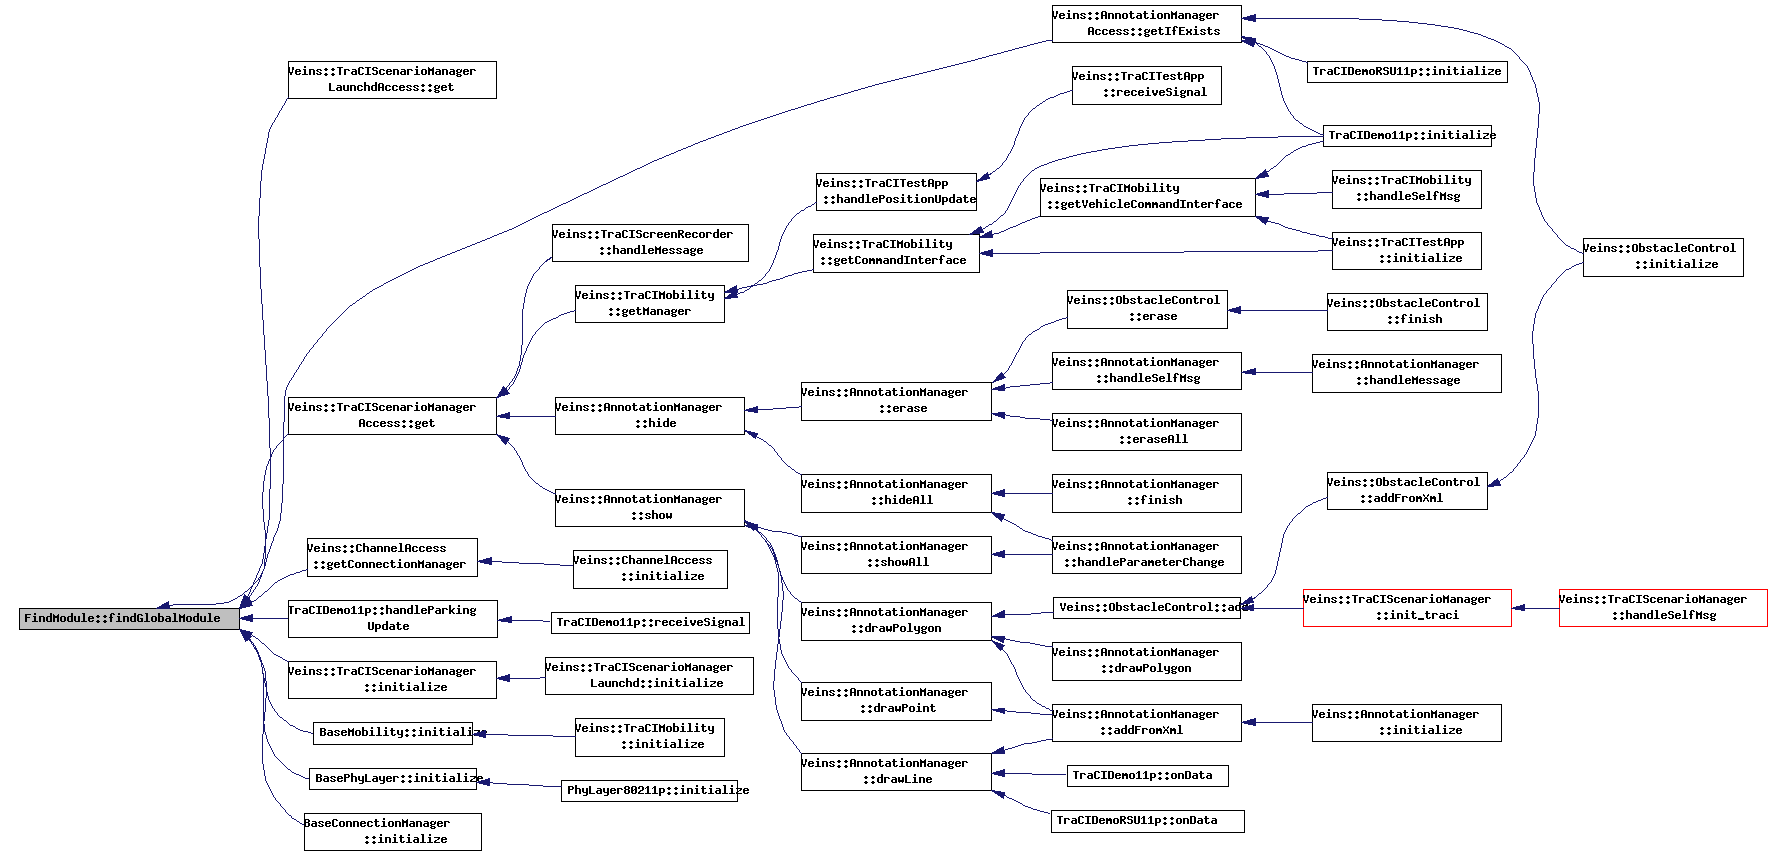 FindModule::findGlobalModule
Veins::TraCIScenarioManager
LaunchdAccess::get
Veins::TraCIScenarioManager
Access::get
Veins::ChannelAccess
::getConnectionManager
TraCIDemo11p::handleParking
Update
Veins::TraCIScenarioManager
::initialize
BaseMobility::initialize
BasePhyLayer::initialize
BaseConnectionManager
::initialize
Veins::TraCIScreenRecorder
::handleMessage
Veins::TraCIMobility
::getManager
Veins::AnnotationManager
::hide
Veins::AnnotationManager
::show
Veins::ChannelAccess
::initialize
TraCIDemo11p::receiveSignal
Veins::TraCIScenarioManager
Launchd::initialize
Veins::TraCIMobility
::initialize
PhyLayer80211p::initialize
Veins::TraCITestApp
::handlePositionUpdate
Veins::TraCIMobility
::getCommandInterface
Veins::AnnotationManager
::erase
Veins::AnnotationManager
::hideAll
Veins::AnnotationManager
::showAll
Veins::AnnotationManager
::drawPolygon
Veins::AnnotationManager
::drawPoint
Veins::AnnotationManager
::drawLine
Veins::AnnotationManager
Access::getIfExists
Veins::TraCITestApp
::receiveSignal
Veins::TraCIMobility
::getVehicleCommandInterface
Veins::ObstacleControl
::erase
Veins::AnnotationManager
::handleSelfMsg
Veins::AnnotationManager
::eraseAll
Veins::AnnotationManager
::finish
Veins::AnnotationManager
::handleParameterChange
Veins::ObstacleControl::add
Veins::AnnotationManager
::drawPolygon
Veins::AnnotationManager
::addFromXml
TraCIDemo11p::onData
TraCIDemoRSU11p::onData
TraCIDemoRSU11p::initialize
TraCIDemo11p::initialize
Veins::TraCIMobility
::handleSelfMsg
Veins::TraCITestApp
::initialize
Veins::ObstacleControl
::finish
Veins::AnnotationManager
::handleMessage
Veins::ObstacleControl
::addFromXml
Veins::TraCIScenarioManager
::init_traci
Veins::AnnotationManager
::initialize
Veins::ObstacleControl
::initialize
Veins::TraCIScenarioManager
::handleSelfMsg